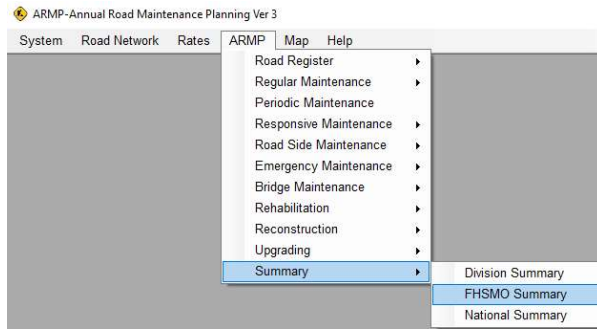 ARMP-Annual Road Maintenance Planning Ver 3
System Road Network Rates ARMP Map Help
Road Register
Regular Maintenance
Periodic Maintenance
Responsive Maintenance
Road Side Maintenance
Emergency Maintenance
Bridge Maintenance
Rehabilitation
Reconstruction
Upgrading
Summary
Division Summary
FHSMO Summary
National Summary